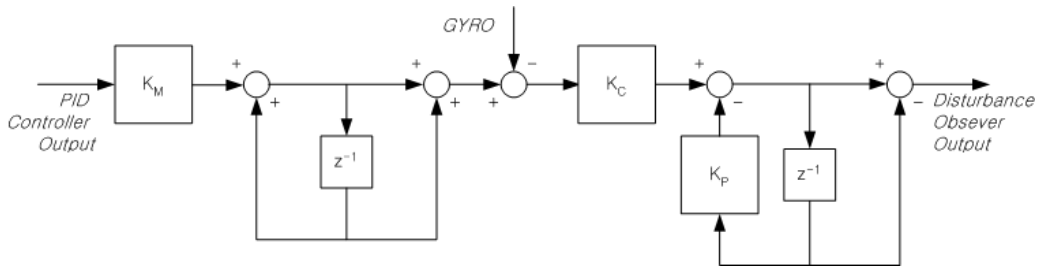 GYRO
+
K_M
+
+
+
+
+
−
K_C
+
−
+
−
PID
Controller
Output
z⁻¹
K_P
z⁻¹
Disturbance
Obsever
Output